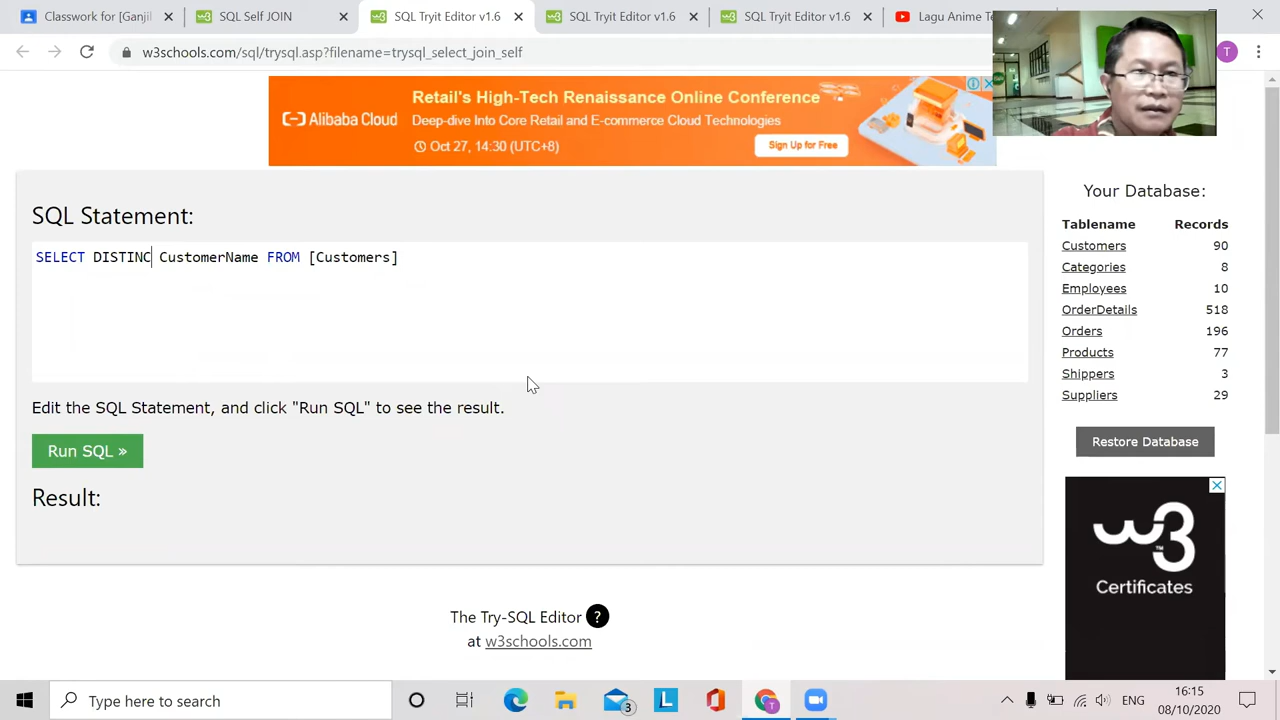 Classwork for [Ganjil
SQL Self JOIN
SQL Tryit Editor v1.6
SQL Tryit Editor v1.6
SQL Tryit Editor v1.6
Lagu Anime Te
w3schools.com/sql/trysql.asp?filename=trysql_select_join_self
T
Alibaba Cloud
Retail's High-Tech Renaissance Online Conference
Deep-dive Into Core Retail and E-commerce Cloud Technologies
Oct 27, 14:30 (UTC+8)
Sign Up for Free
SQL Statement:
SELECT DISTINC CustomerName FROM [Customers]
Edit the SQL Statement, and click "Run SQL" to see the result.
Run SQL »
Result:
The Try-SQL Editor ?
at w3schools.com
Your Database:
Tablename Records
Customers 90
Categories 8
Employees 10
OrderDetails 518
Orders 196
Products 77
Shippers 3
Suppliers 29
Restore Database
w3
TM
Certificates
Type here to search
3
L
T
ENG
16:15
08/10/2020